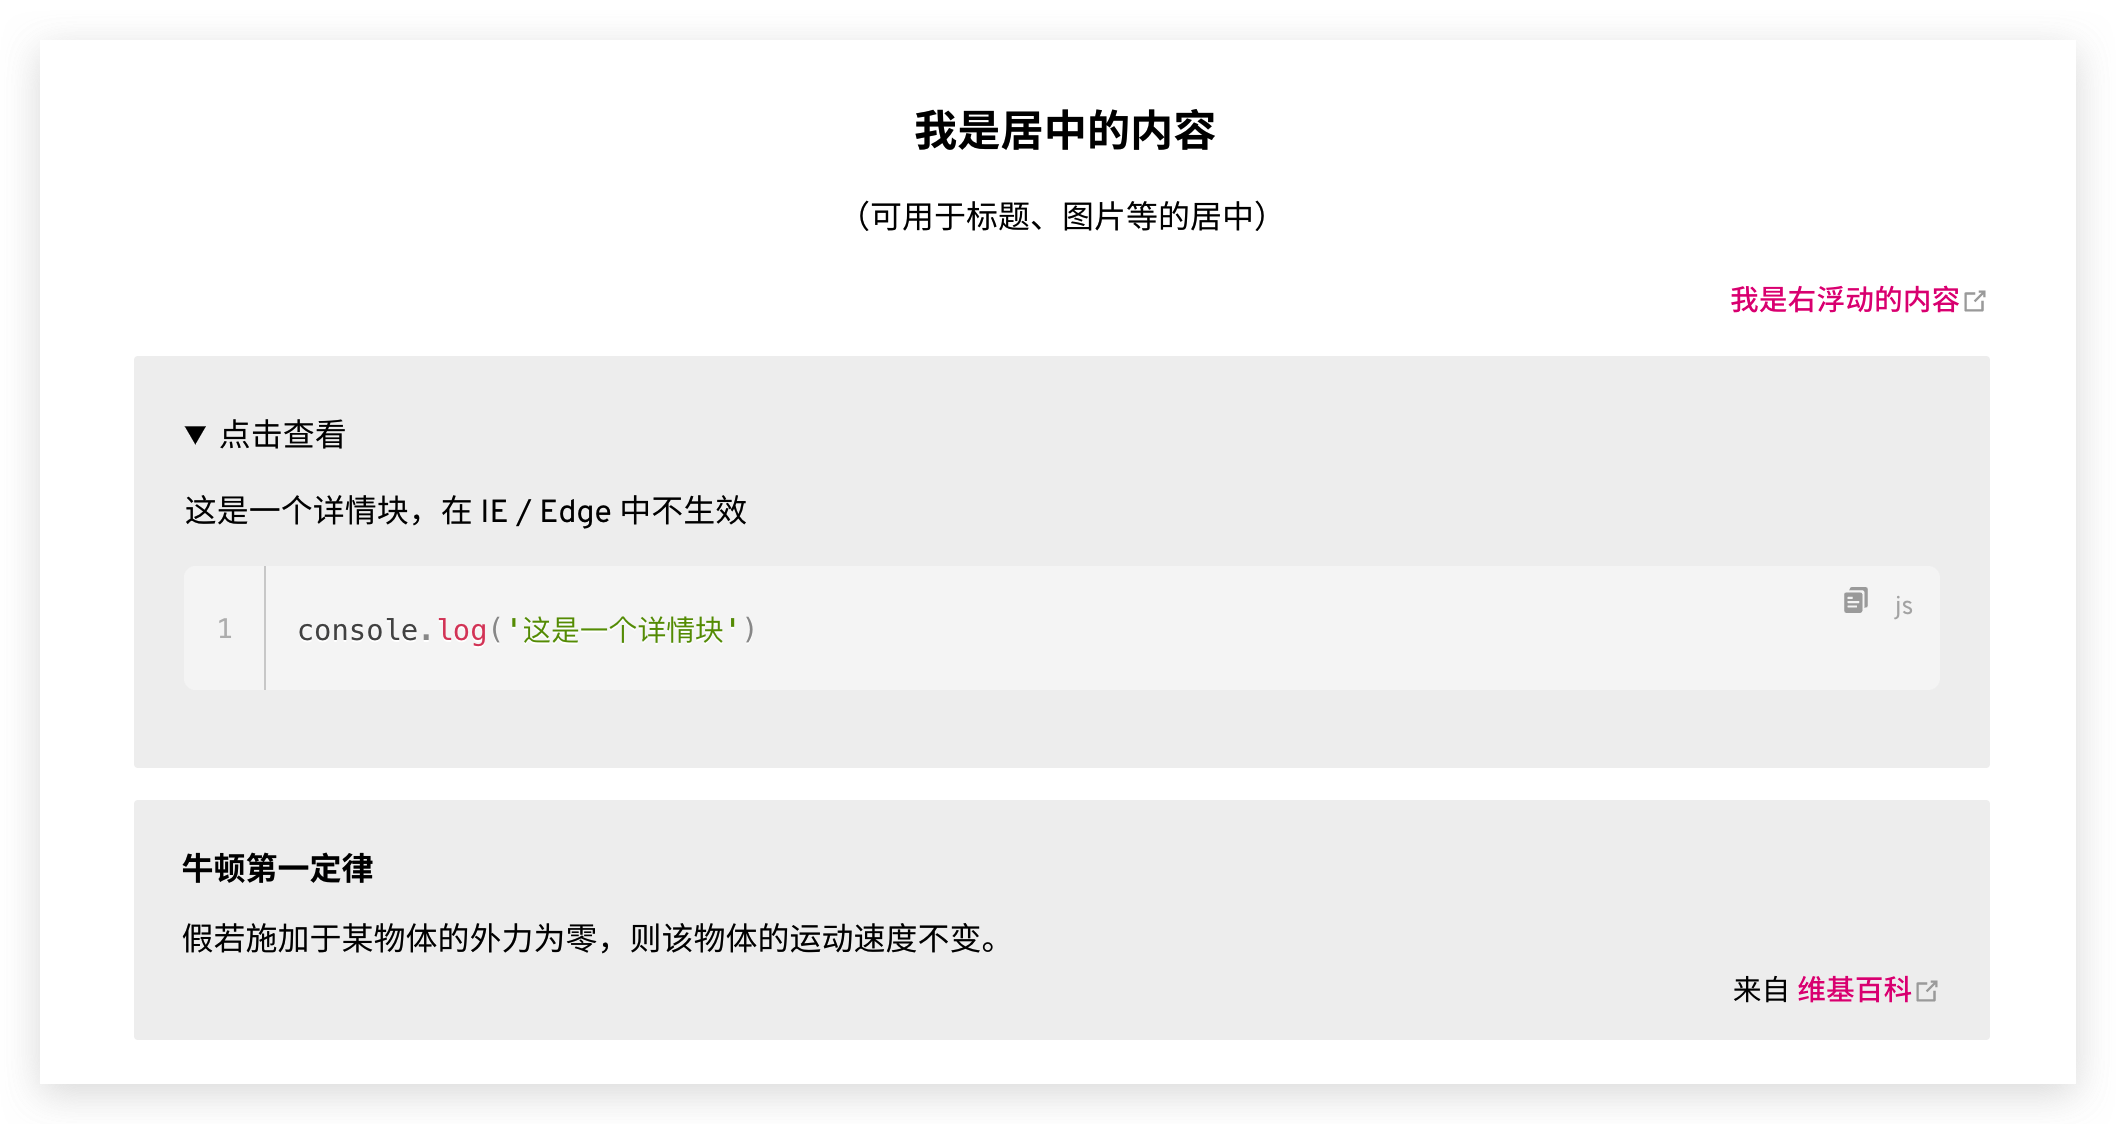 我是居中的内容
（可用于标题、图片等的居中）
我是右浮动的内容
▼ 点击查看
这是一个详情块，在 IE / Edge 中不生效
js
1 console.log('这是一个详情块')
牛顿第一定律
假若施加于某物体的外力为零，则该物体的运动速度不变。
来自 维基百科